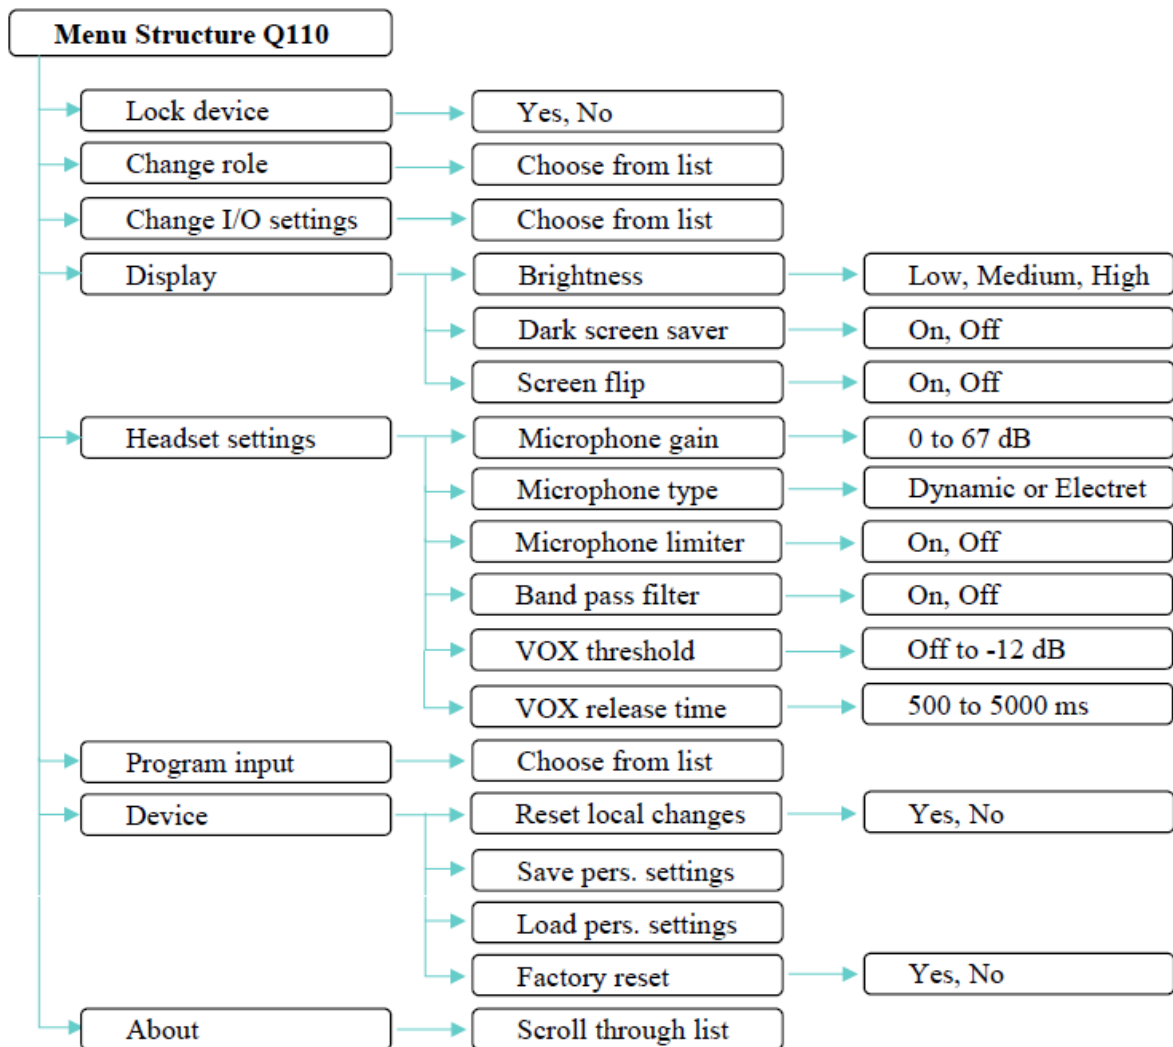 Menu Structure Q110
Lock device
Yes, No
Change role
Choose from list
Change I/O settings
Choose from list
Display
Brightness
Low, Medium, High
Dark screen saver
On, Off
Screen flip
On, Off
Headset settings
Microphone gain
0 to 67 dB
Microphone type
Dynamic or Electret
Microphone limiter
On, Off
Band pass filter
On, Off
VOX threshold
Off to -12 dB
VOX release time
500 to 5000 ms
Program input
Choose from list
Device
Reset local changes
Yes, No
Save pers. settings
Load pers. settings
Factory reset
Yes, No
About
Scroll through list